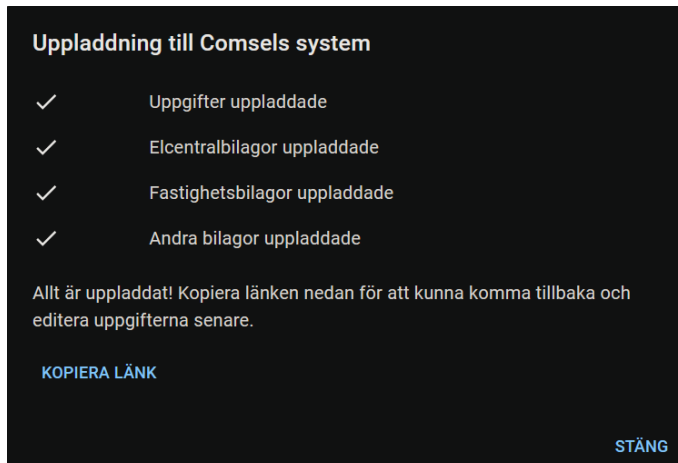 Uppladdning till Comsels system
Uppgifter uppladdade
Elcentralbilagor uppladdade
Fastighetsbilagor uppladdade
Andra bilagor uppladdade
Allt är uppladdat! Kopiera länken nedan för att kunna komma tillbaka och
editera uppgifterna senare.
KOPIERA LÄNK
STÄNG